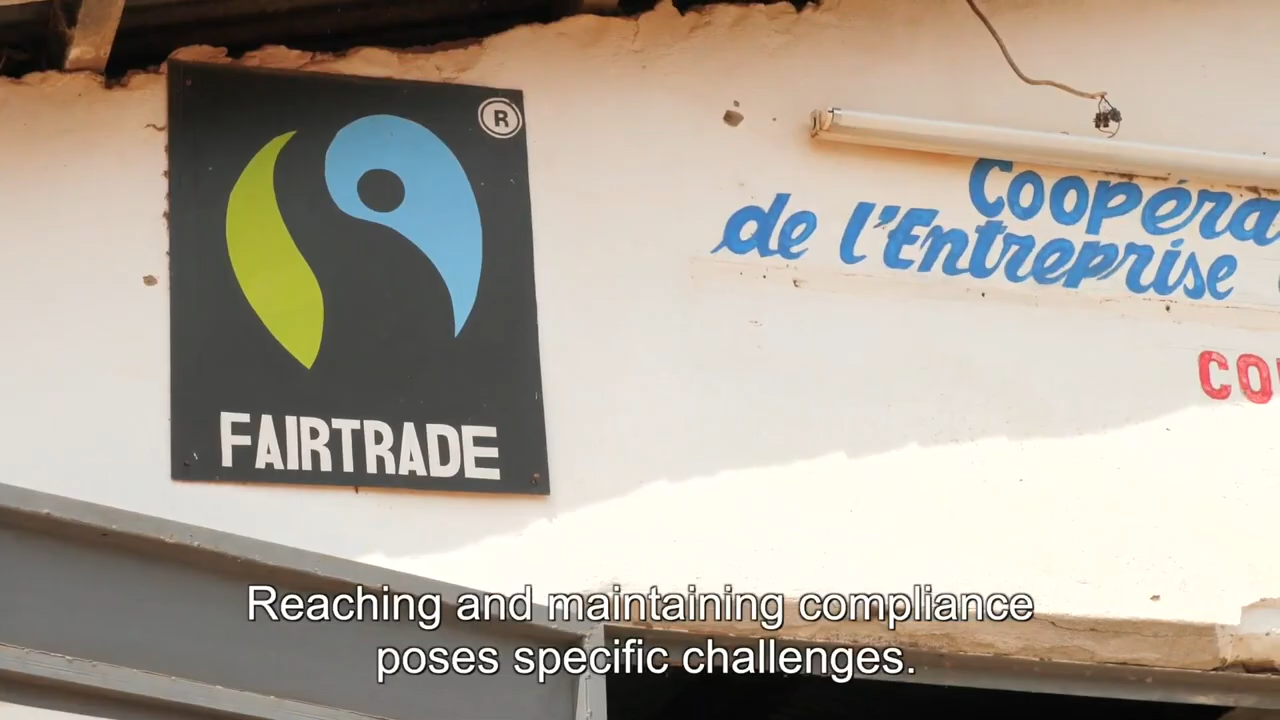 ®
FAIRTRADE
Coopéra
de l'Entreprise
CO
Reaching and maintaining compliance
poses specific challenges.